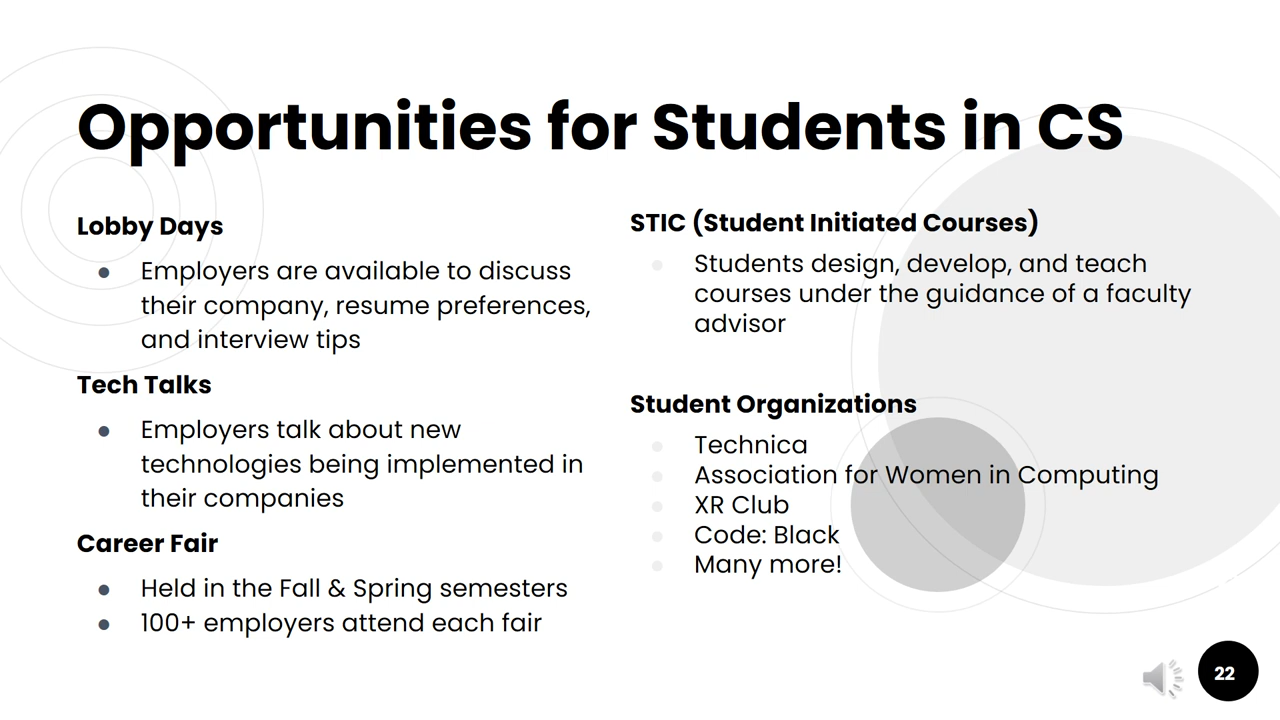 Opportunities for Students in CS
Lobby Days
● Employers are available to discuss
their company, resume preferences,
and interview tips
Tech Talks
● Employers talk about new
technologies being implemented in
their companies
Career Fair
● Held in the Fall & Spring semesters
● 100+ employers attend each fair
STIC (Student Initiated Courses)
● Students design, develop, and teach
courses under the guidance of a faculty
advisor
Student Organizations
● Technica
● Association for Women in Computing
● XR Club
● Code: Black
● Many more!
22